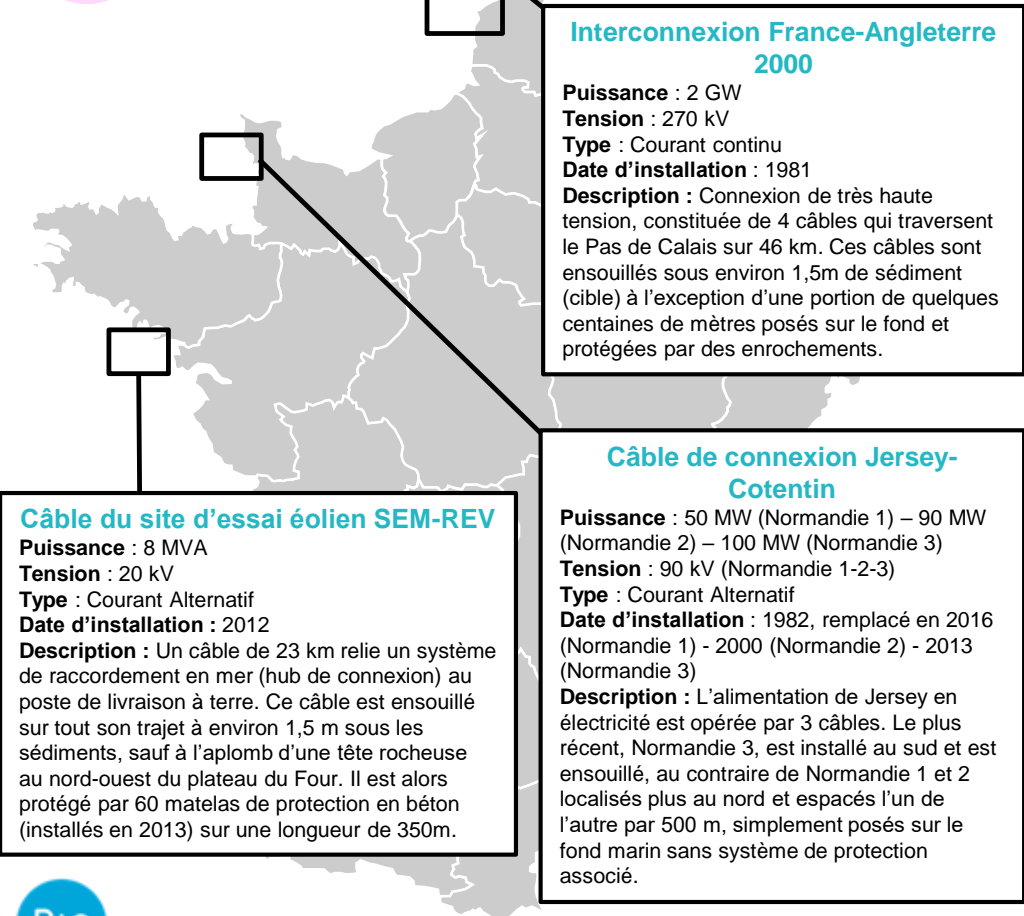 Interconnexion France-Angleterre
2000
Puissance : 2 GW
Tension : 270 kV
Type : Courant continu
Date d’installation : 1981
Description : Connexion de très haute
tension, constituée de 4 câbles qui traversent
le Pas de Calais sur 46 km. Ces câbles sont
ensouillés sous environ 1,5m de sédiment
(cible) à l’exception d’une portion de quelques
centaines de mètres posés sur le fond et
protégées par des enrochements.
Câble de connexion Jersey-
Cotentin
Puissance : 50 MW (Normandie 1) – 90 MW
(Normandie 2) – 100 MW (Normandie 3)
Tension : 90 kV (Normandie 1-2-3)
Type : Courant Alternatif
Date d’installation : 1982, remplacé en 2016
(Normandie 1) - 2000 (Normandie 2) - 2013
(Normandie 3)
Description : L’alimentation de Jersey en
électricité est opérée par 3 câbles. Le plus
récent, Normandie 3, est installé au sud et est
ensouillé, au contraire de Normandie 1 et 2
localisés plus au nord et espacés l’un de
l’autre par 500 m, simplement posés sur le
fond marin sans système de protection
associé.
Câble du site d’essai éolien SEM-REV
Puissance : 8 MVA
Tension : 20 kV
Type : Courant Alternatif
Date d’installation : 2012
Description : Un câble de 23 km relie un système
de raccordement en mer (hub de connexion) au
poste de livraison à terre. Ce câble est ensouillé
sur tout son trajet à environ 1,5 m sous les
sédiments, sauf à l’aplomb d’une tête rocheuse
au nord-ouest du plateau du Four. Il est alors
protégé par 60 matelas de protection en béton
(installés en 2013) sur une longueur de 350m.